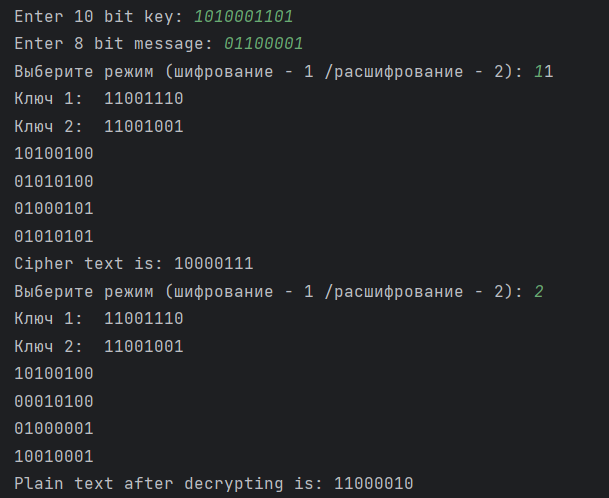 Enter 10 bit key: 1010001101
Enter 8 bit message: 01100001
Выберите режим (шифрование - 1 /расшифрование - 2): 11
Ключ 1:  11001110
Ключ 2:  11001001
10100100
01010100
01000101
01010101
Cipher text is: 10000111
Выберите режим (шифрование - 1 /расшифрование - 2): 2
Ключ 1:  11001110
Ключ 2:  11001001
10100100
00010100
01000001
10010001
Plain text after decrypting is: 11000010